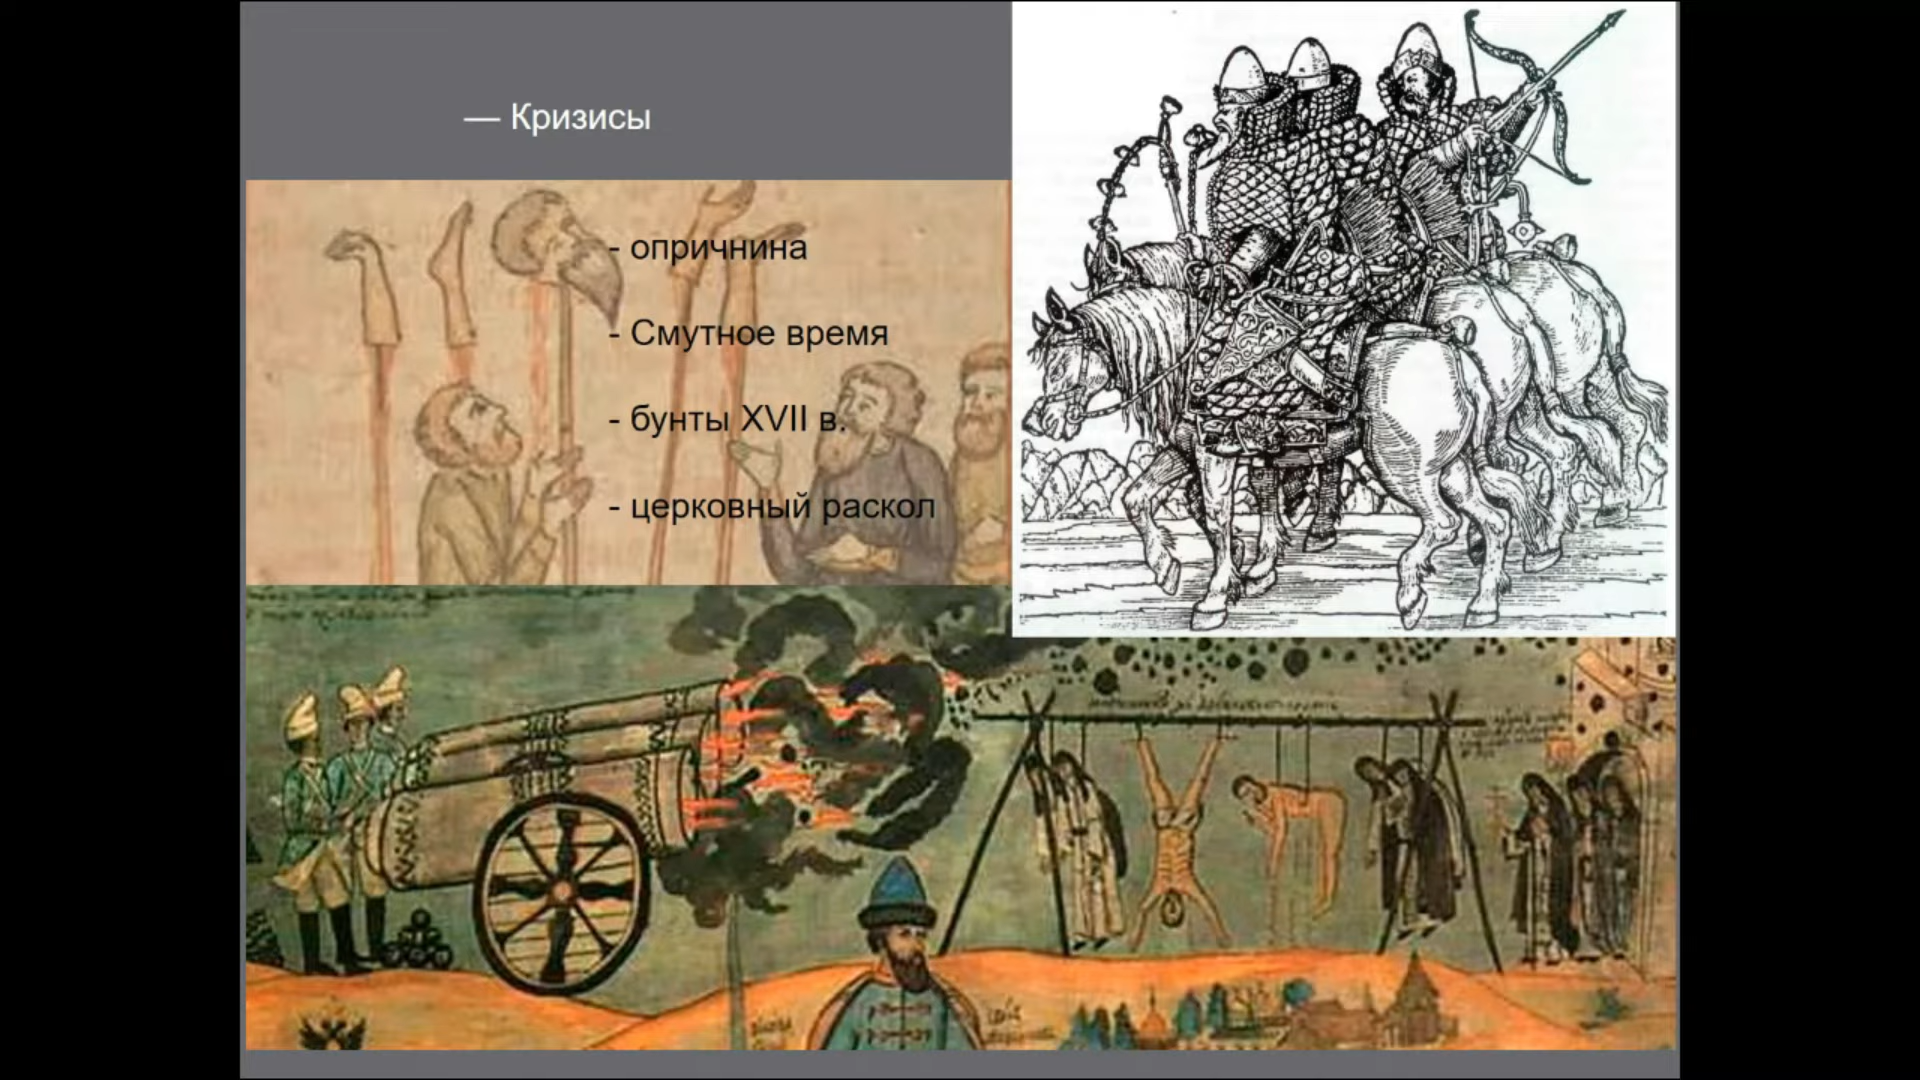 — Кризисы
- опричнина
- Смутное время
- бунты XVII в.
- церковный раскол